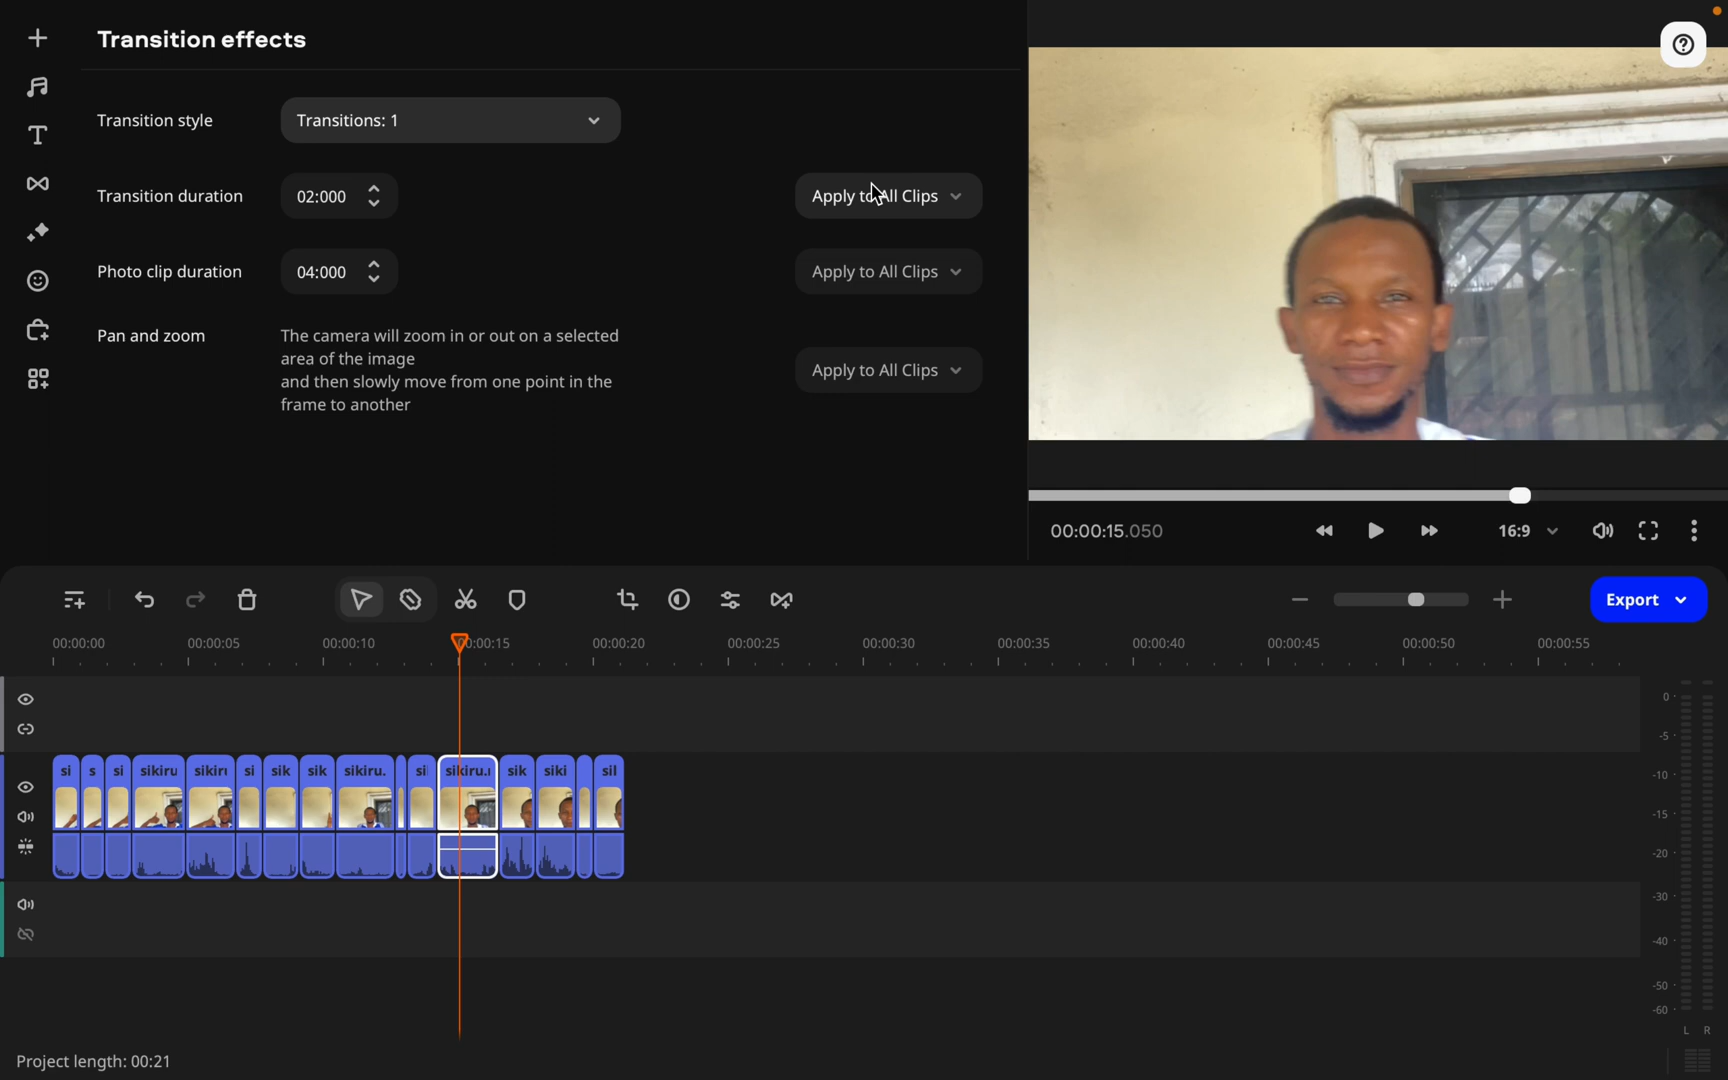 Transition effects
Transition style
Transitions: 1
Transition duration
02:000
Apply to All Clips
Photo clip duration
04:000
Apply to All Clips
Pan and zoom
The camera will zoom in or out on a selected
area of the image
and then slowly move from one point in the
frame to another
Apply to All Clips
00:00:15.050
16:9
Export
00:00:00
00:00:05
00:00:10
00:00:15
00:00:20
00:00:25
00:00:30
00:00:35
00:00:40
00:00:45
00:00:50
00:00:55
si
s
si
sikiru
sikiru
si
sik
sik
sikiru.
si
sikiru.
sik
siki
sil
0
-5
-10
-15
-20
-30
-40
-50
-60
L R
Project length: 00:21